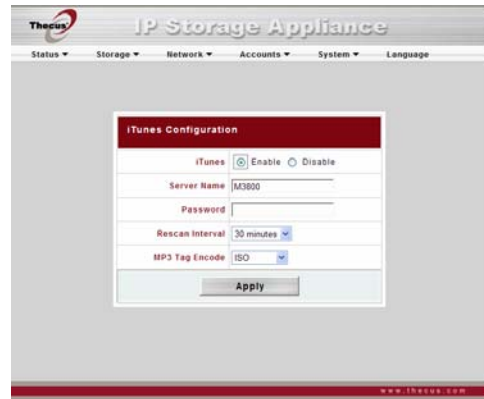 Thecus
IP Storage Appliance
Status Storage Network Accounts System Language
iTunes Configuration
iTunes Enable Disable
Server Name M3800
Password
Rescan Interval 30 minutes
MP3 Tag Encode ISO
Apply
www.thecus.com